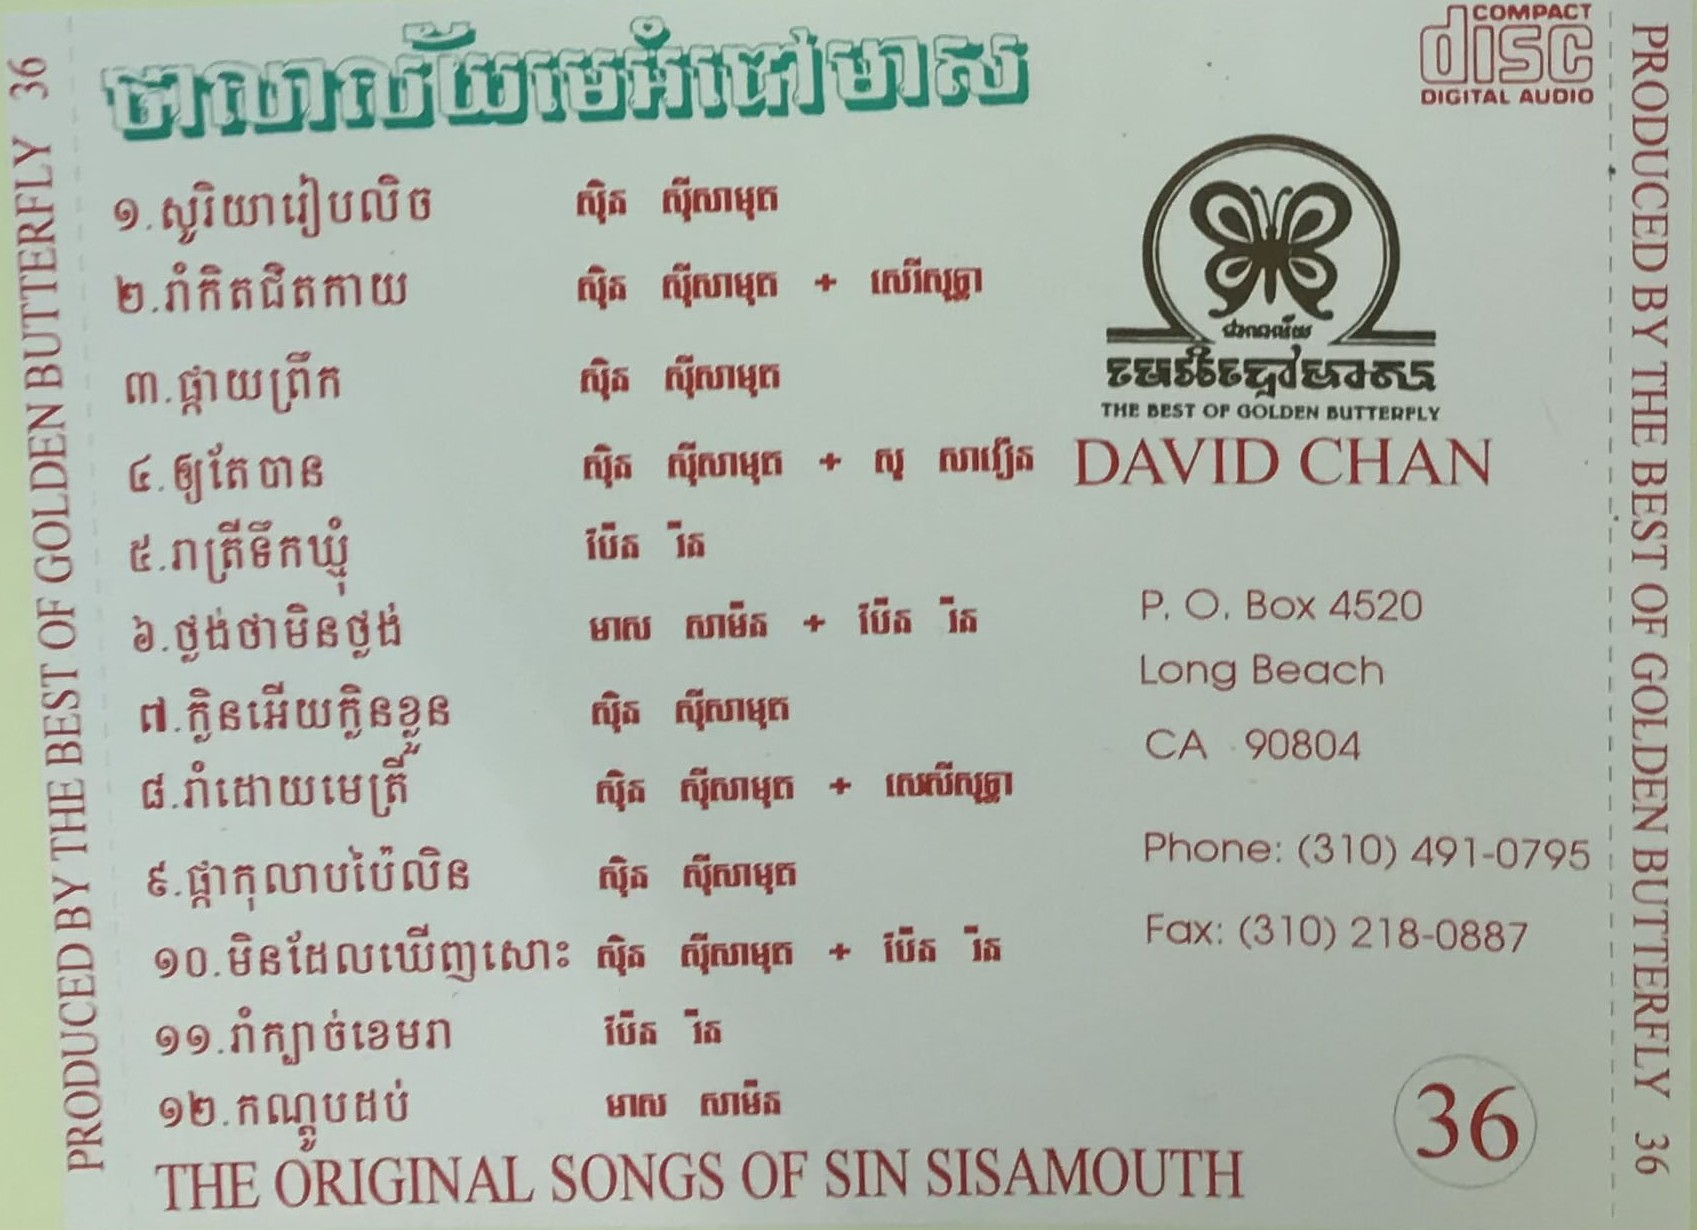 PRODUCED BY THE BEST OF GOLDEN BUTTERFLY 36
ជាលាល័យមេអំបៅមាស
COMPACT
disc
DIGITAL AUDIO
១.សូរិយារៀបលិច ស៊ិន ស៊ីសាមុត
២.រាំកិតជិតកាយ ស៊ិន ស៊ីសាមុត + សេរីសុទ្ធា
៣.ផ្កាយព្រឹក ស៊ិន ស៊ីសាមុត
៤.ឲ្យតែបាន ស៊ិន ស៊ីសាមុត + សូ សាវឿន
៥.រាត្រីទឹកឃ្មុំ ប៉ែន រ៉ន
៦.ថ្លង់ថាមិនថ្លង់ មាស សាម៉ន + ប៉ែន រ៉ន
៧.ក្លិនអើយក្លិនខ្លួន ស៊ិន ស៊ីសាមុត
៨.រាំដោយមេត្រី ស៊ិន ស៊ីសាមុត + សេរីសុទ្ធា
៩.ផ្កាកុលាបប៉ៃលិន ស៊ិន ស៊ីសាមុត
១០.មិនដែលឃើញសោះ ស៊ិន ស៊ីសាមុត + ប៉ែន រ៉ន
១១.រាំក្បាច់ខេមរា ប៉ែន រ៉ន
១២.កណ្ដូបដប់ មាស សាម៉ន
THE ORIGINAL SONGS OF SIN SISAMOUTH
មេអំបៅមាស
THE BEST OF GOLDEN BUTTERFLY
DAVID CHAN
P. O. Box 4520
Long Beach
CA 90804
Phone: (310) 491-0795
Fax: (310) 218-0887
36
PRODUCED BY THE BEST OF GOLDEN BUTTERFLY 36